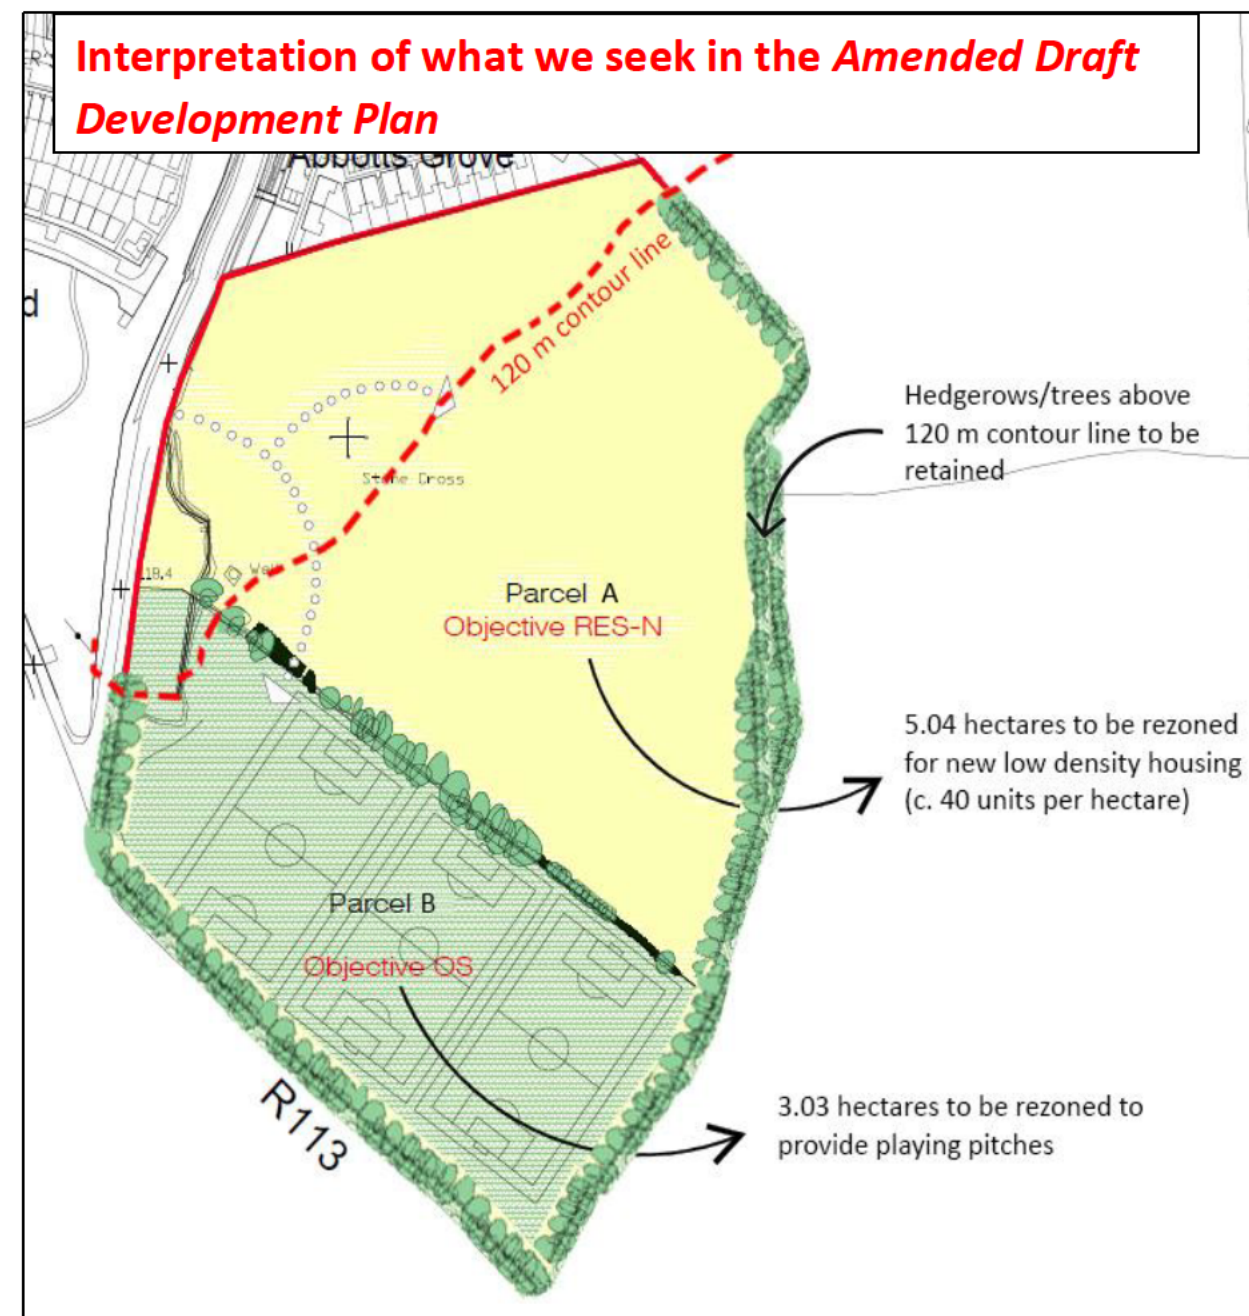 Interpretation of what we seek in the Amended Draft
Development Plan
Abbotts Grove
d
120 m contour line
Hedgerows/trees above
120 m contour line to be
retained
Stone Cross
118.4
Parcel A
Objective RES-N
5.04 hectares to be rezoned
for new low density housing
(c. 40 units per hectare)
Parcel B
Objective OS
R113
3.03 hectares to be rezoned to
provide playing pitches